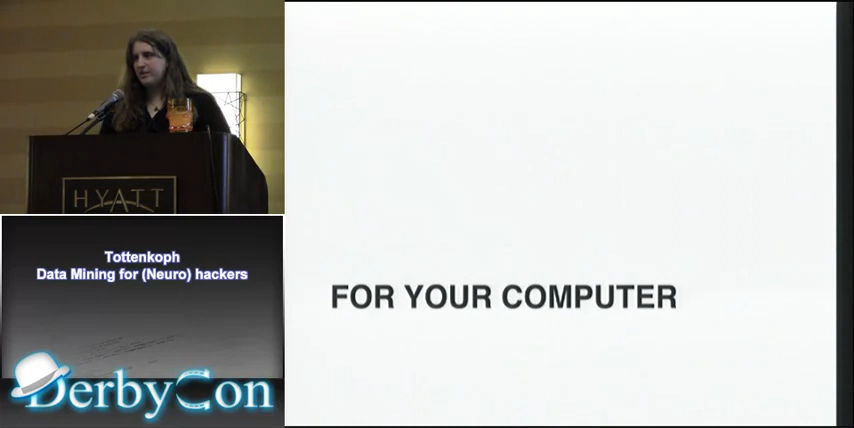 HYATT
Tottenkoph
Data Mining for (Neuro) hackers
DerbyCon
FOR YOUR COMPUTER